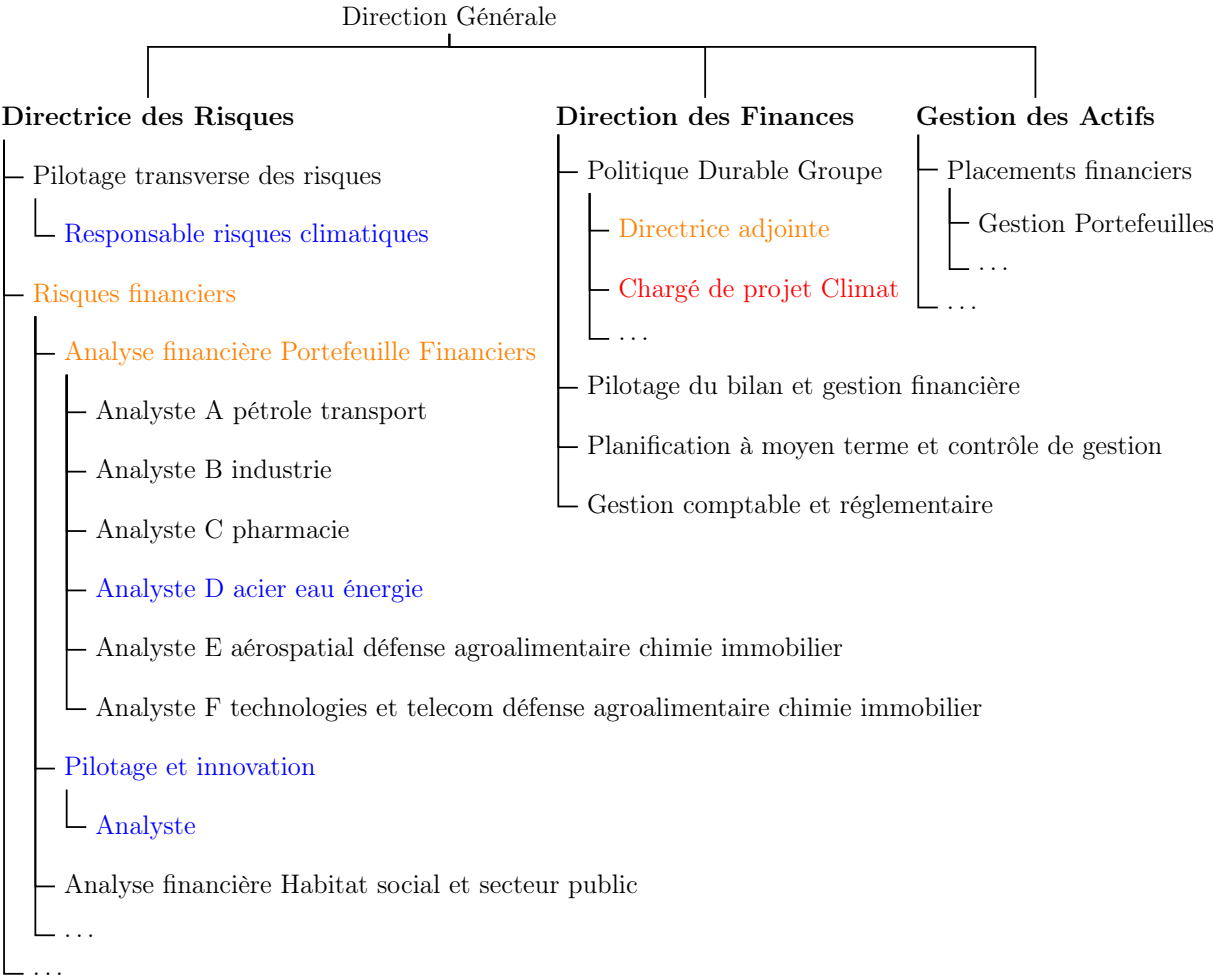 Direction Générale
Directrice des Risques
Pilotage transverse des risques
Responsable risques climatiques
Risques financiers
Analyse financière Portefeuille Financiers
Analyste A pétrole transport
Analyste B industrie
Analyste C pharmacie
Analyste D acier eau énergie
Analyste E aérospatial défense agroalimentaire chimie immobilier
Analyste F technologies et telecom défense agroalimentaire chimie immobilier
Pilotage et innovation
Analyste
Analyse financière Habitat social et secteur public
...
...
Direction des Finances
Politique Durable Groupe
Directrice adjointe
Chargé de projet Climat
...
Pilotage du bilan et gestion financière
Planification à moyen terme et contrôle de gestion
Gestion comptable et réglementaire
Gestion des Actifs
Placements financiers
Gestion Portefeuilles
...
...